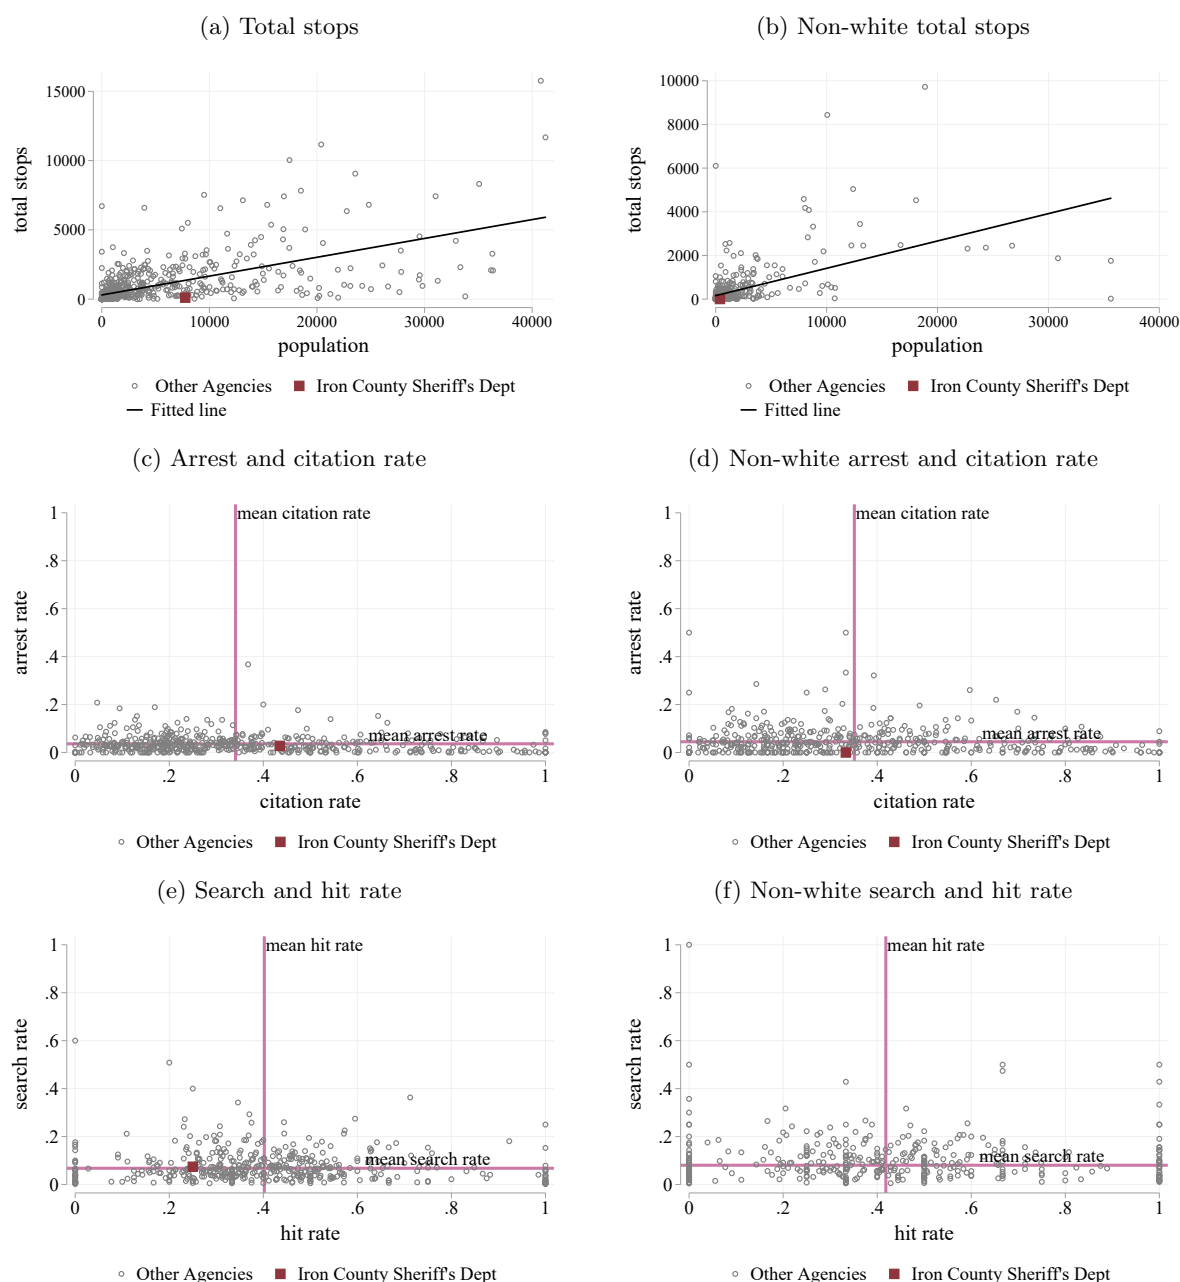 (a) Total stops
(b) Non-white total stops
total stops
15000
10000
5000
0
0 10000 20000 30000 40000
population
Other Agencies Iron County Sheriff's Dept
Fitted line
total stops
10000
8000
6000
4000
2000
0
0 10000 20000 30000 40000
population
Other Agencies Iron County Sheriff's Dept
Fitted line
(c) Arrest and citation rate
(d) Non-white arrest and citation rate
arrest rate
1
.8
.6
.4
.2
0
mean citation rate
mean arrest rate
0 .2 .4 .6 .8 1
citation rate
Other Agencies Iron County Sheriff's Dept
arrest rate
1
.8
.6
.4
.2
0
mean citation rate
mean arrest rate
0 .2 .4 .6 .8 1
citation rate
Other Agencies Iron County Sheriff's Dept
(e) Search and hit rate
(f) Non-white search and hit rate
search rate
1
.8
.6
.4
.2
0
mean hit rate
mean search rate
0 .2 .4 .6 .8 1
hit rate
Other Agencies Iron County Sheriff's Dept
search rate
1
.8
.6
.4
.2
0
mean hit rate
mean search rate
0 .2 .4 .6 .8 1
hit rate
Other Agencies Iron County Sheriff's Dept